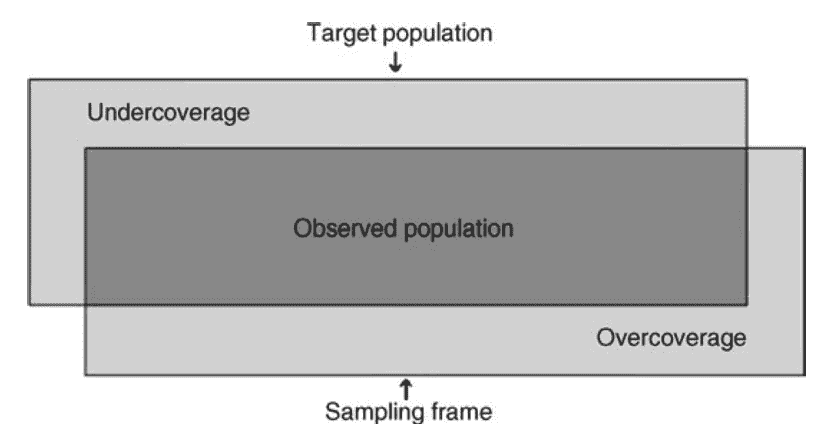 Target population
Undercoverage
Observed population
Overcoverage
Sampling frame